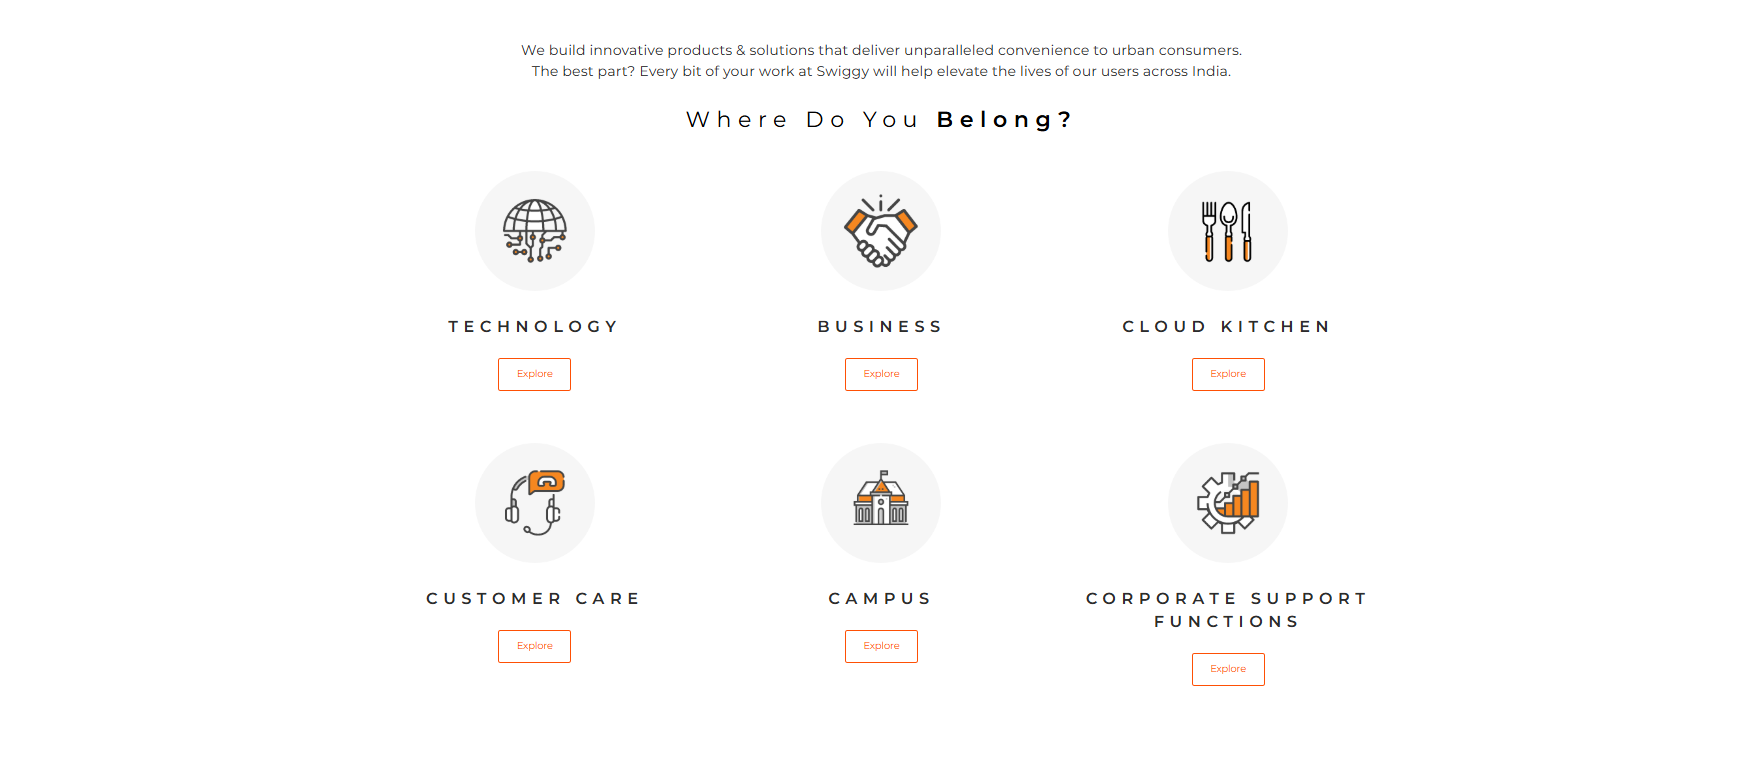 We build innovative products & solutions that deliver unparalleled convenience to urban consumers.
The best part? Every bit of your work at Swiggy will help elevate the lives of our users across India.
Where Do You Belong?
TECHNOLOGY
BUSINESS
CLOUD KITCHEN
Explore
Explore
Explore
CUSTOMER CARE
CAMPUS
CORPORATE SUPPORT
FUNCTIONS
Explore
Explore
Explore